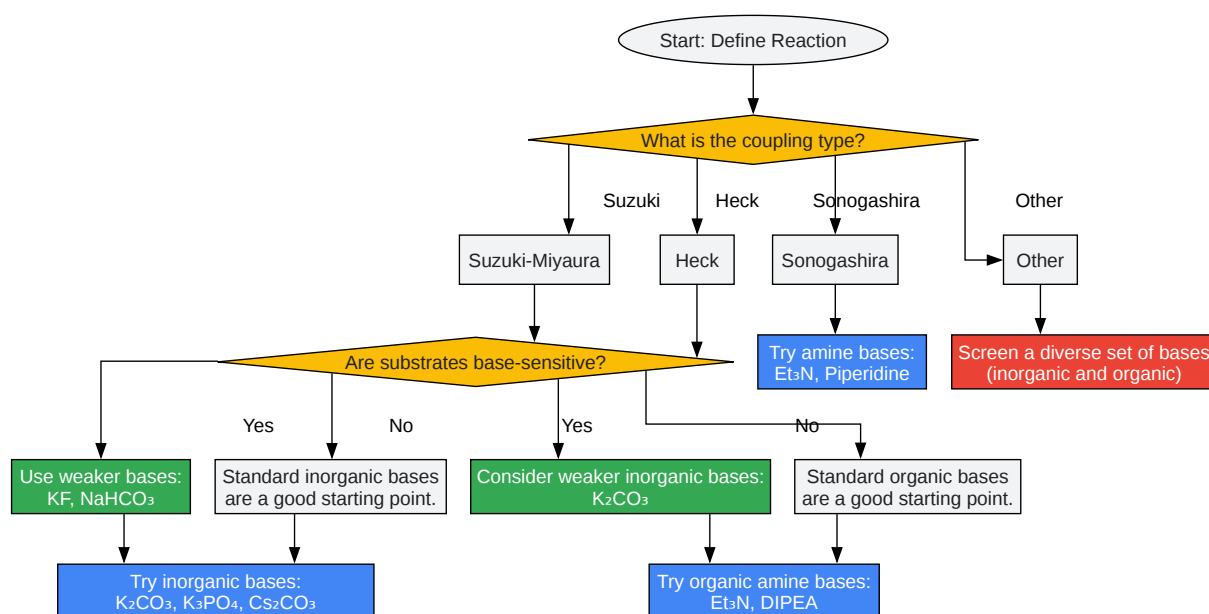 Start: Define Reaction
What is the coupling type?
Suzuki
Heck
Sonogashira
Other
Suzuki-Miyaura
Heck
Sonogashira
Other
Are substrates base-sensitive?
Try amine bases:
Et₃N, Piperidine
Screen a diverse set of bases
(inorganic and organic)
Yes
No
Yes
No
Use weaker bases:
KF, NaHCO₃
Standard inorganic bases
are a good starting point.
Consider weaker inorganic bases:
K₂CO₃
Standard organic bases
are a good starting point.
Try inorganic bases:
K₂CO₃, K₃PO₄, Cs₂CO₃
Try organic amine bases:
Et₃N, DIPEA